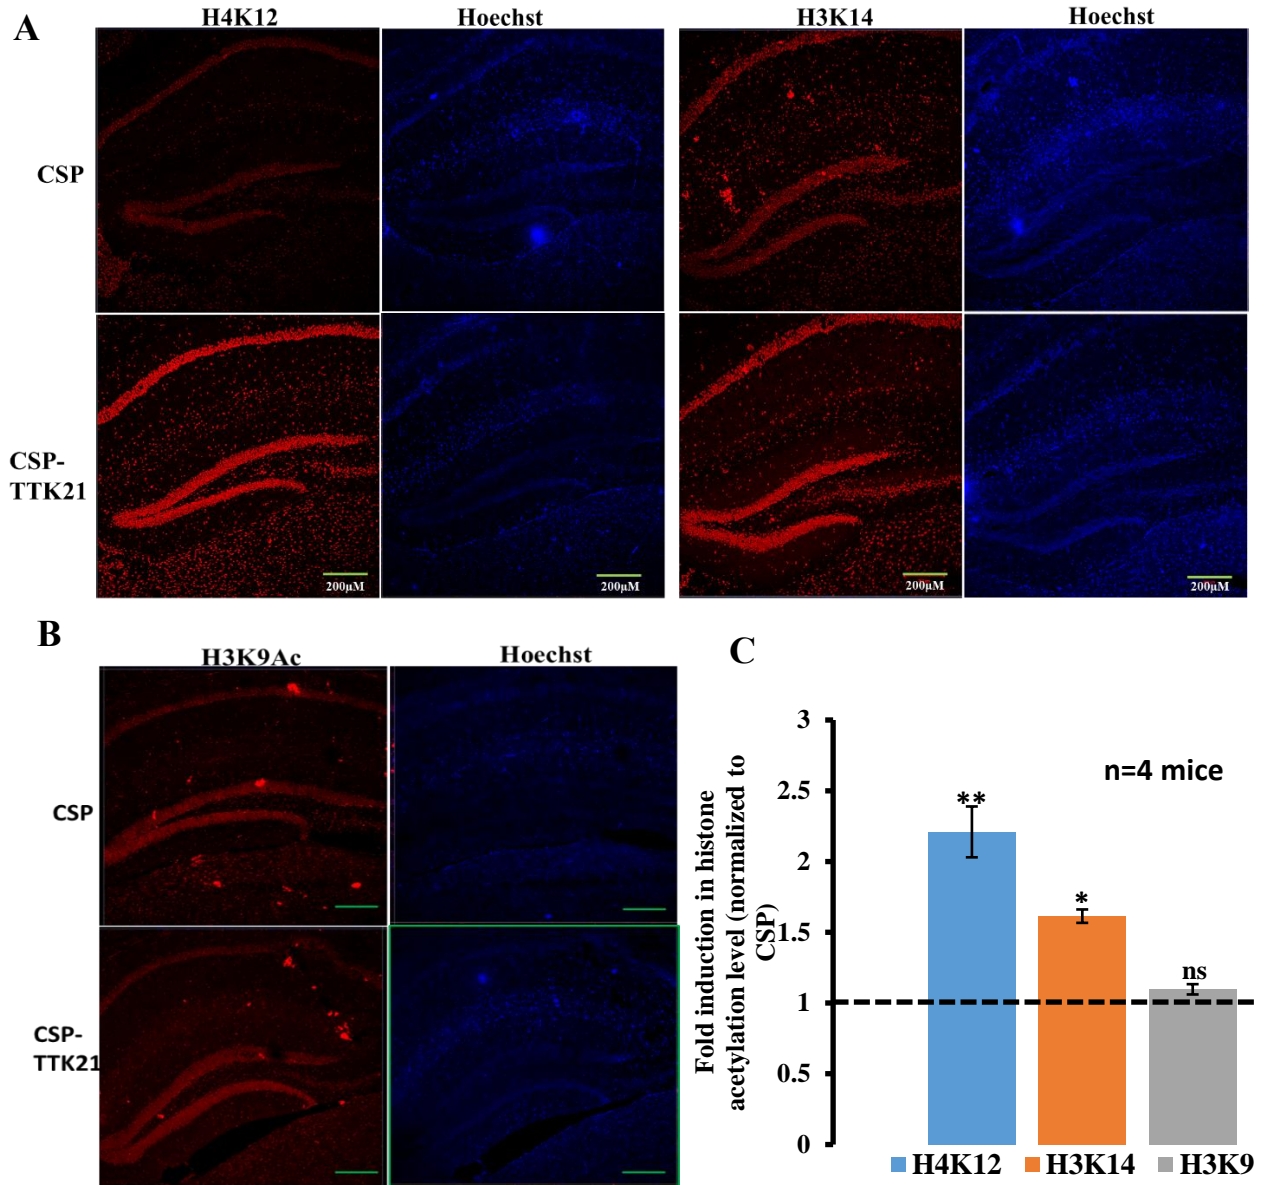 A
H4K12
Hoechst
H3K14
Hoechst
CSP
CSP-
TTK21
200μM
200μM
200μM
200μM
B
H3K9Ac
Hoechst
CSP
CSP-
TTK21
C
Fold induction in histone
acetylation level (normalized to
CSP)
3
2.5
2
1.5
1
0.5
0
n=4 mice
**
*
ns
H4K12
H3K14
H3K9